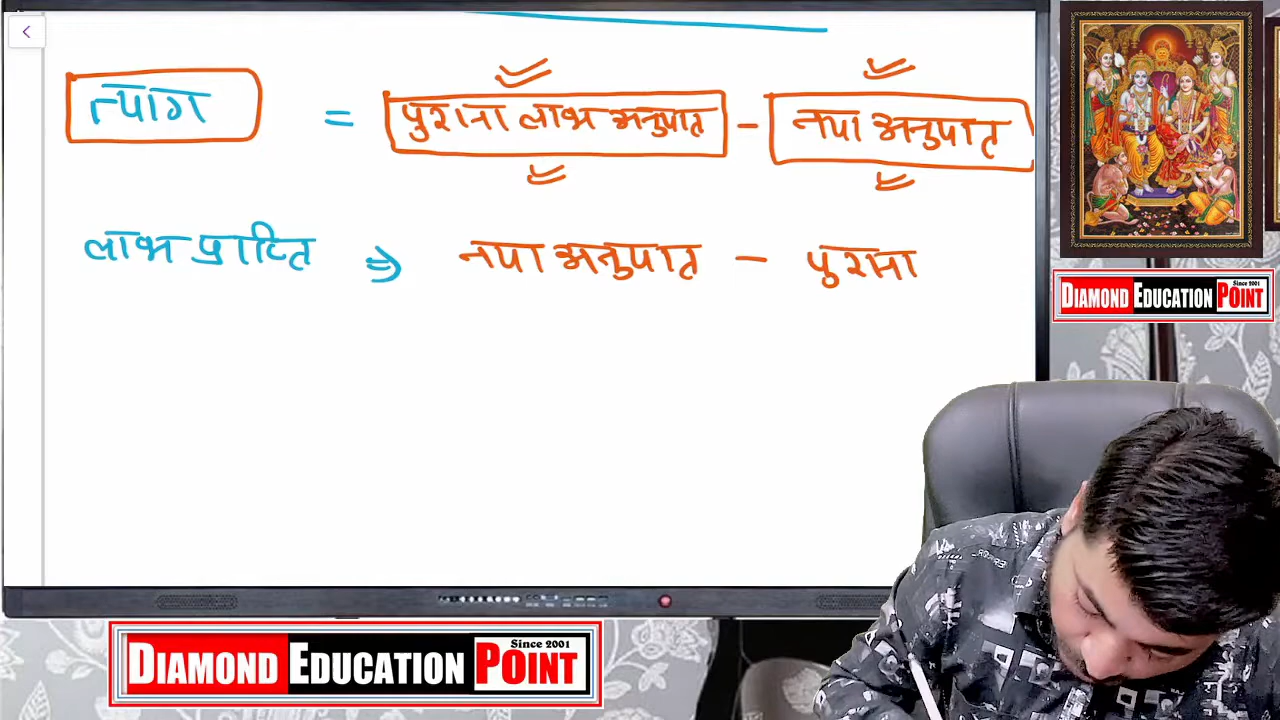 त्याग = पुराना लाभ अनुपात - नया अनुपात
लाभ प्राप्ति ⇒ नया अनुपात - पुराना
Since 2001
DIAMOND EDUCATION POINT
Since 2001
DIAMOND EDUCATION POINT